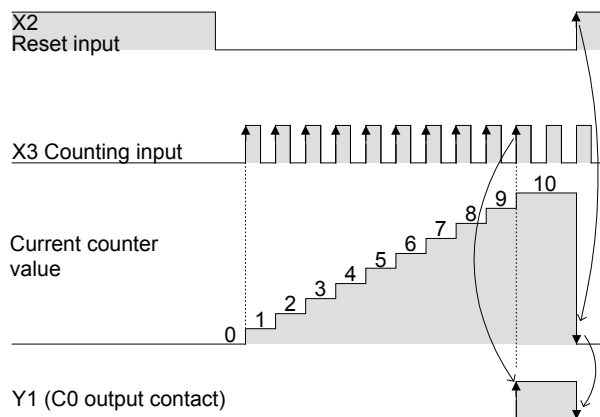 X2
Reset input
X3 Counting input
Current counter
value
0
1
2
3
4
5
6
7
8
9
10
Y1 (C0 output contact)